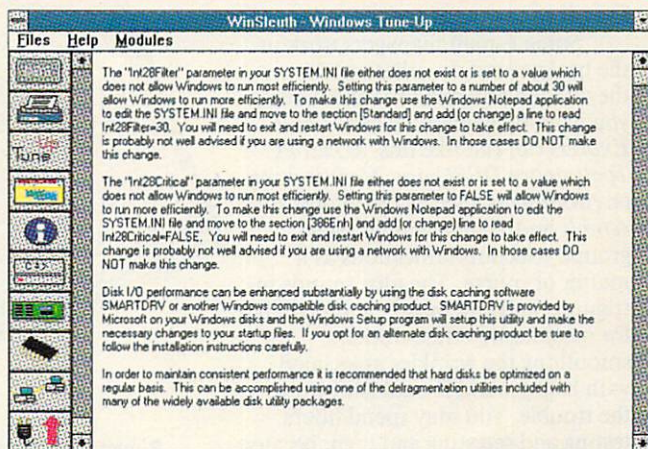 WinSleuth - Windows Tune-Up
Files Help Modules
Tune
The "Int28Filter" parameter in your SYSTEM.INI file either does not exist or is set to a value which
does not allow Windows to run most efficiently. Setting this parameter to a number of about 30 will
allow Windows to run more efficiently. To make this change use the Windows Notepad application
to edit the SYSTEM.INI file and move to the section [Standard] and add (or change) a line to read
Int28Filter=30. You will need to exit and restart Windows for this change to take effect. This change
is probably not well advised if you are using a network with Windows. In those cases DO NOT make
this change.
The "Int28Critical" parameter in your SYSTEM.INI file either does not exist or is set to a value which
does not allow Windows to run most efficiently. Setting this parameter to FALSE will allow Windows
to run more efficiently. To make this change use the Windows Notepad application to edit the
SYSTEM.INI file and move to the section [386Enh] and add (or change) line to read
Int28Critical=FALSE. You will need to exit and restart Windows for this change to take effect. This
change is probably not well advised if you are using a network with Windows. In those cases DO
NOT make this change.
Disk I/O performance can be enhanced substantially by using the disk caching software
SMARTDRV or another Windows compatible disk caching product. SMARTDRV is provided by
Microsoft on your Windows disks and the Windows Setup program will setup this utility and make the
necessary changes to your startup files. If you opt for an alternate disk caching product be sure to
follow the installation instructions carefully.
In order to maintain consistent performance it is recommended that hard disks be optimized on a
regular basis. This can be accomplished using one of the defragmentation utilities included with
many of the widely available disk utility packages.